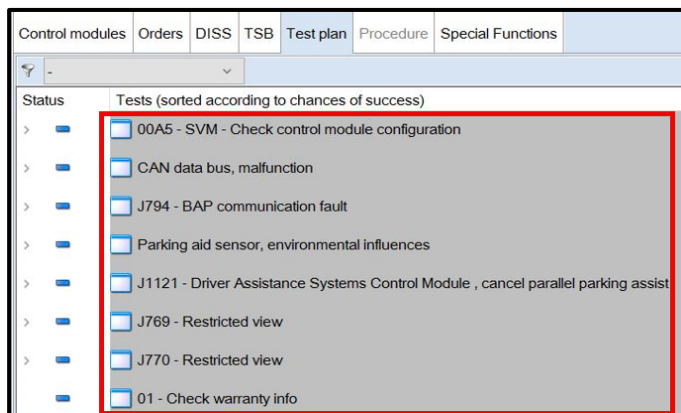 Control modules Orders DISS TSB Test plan Procedure Special Functions
-
Status Tests (sorted according to chances of success)
00A5 - SVM - Check control module configuration
CAN data bus, malfunction
J794 - BAP communication fault
Parking aid sensor, environmental influences
J1121 - Driver Assistance Systems Control Module , cancel parallel parking assist
J769 - Restricted view
J770 - Restricted view
01 - Check warranty info